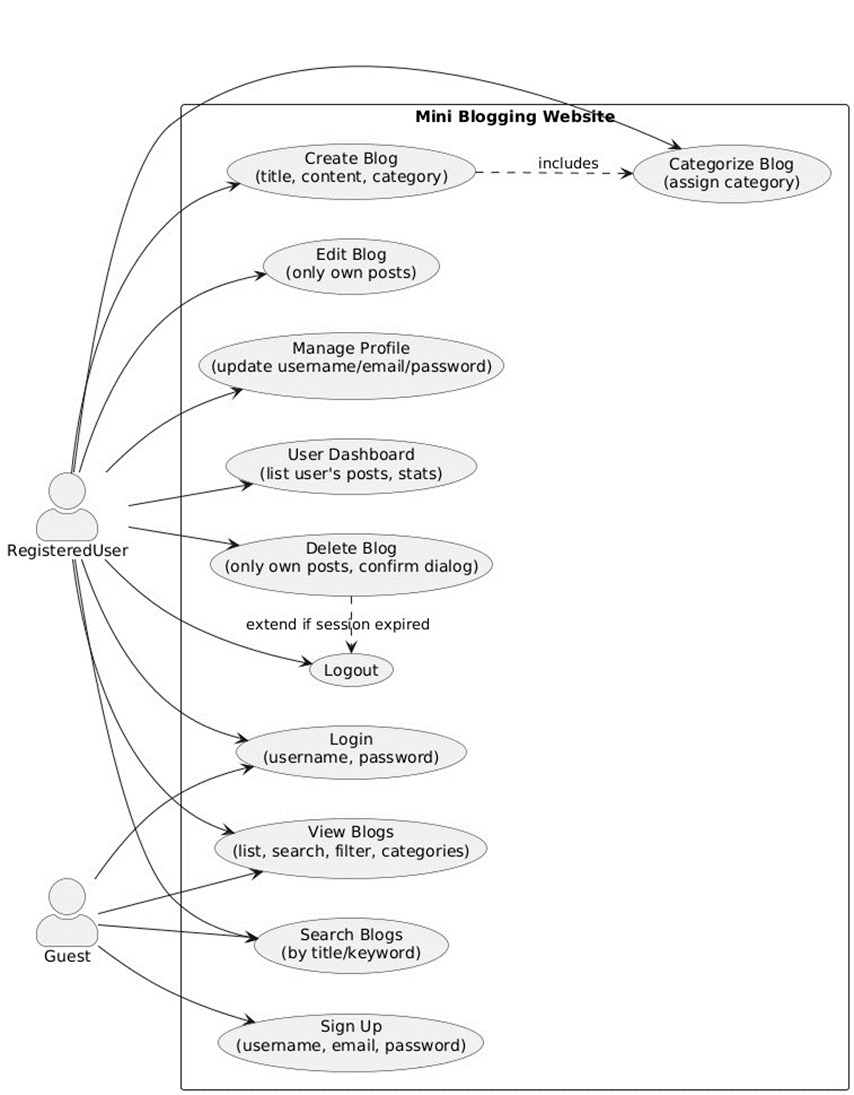 Mini Blogging Website
Create Blog
(title, content, category)
includes
Categorize Blog
(assign category)
Edit Blog
(only own posts)
Manage Profile
(update username/email/password)
User Dashboard
(list user's posts, stats)
RegisteredUser
Delete Blog
(only own posts, confirm dialog)
extend if session expired
Logout
Login
(username, password)
View Blogs
(list, search, filter, categories)
Guest
Search Blogs
(by title/keyword)
Sign Up
(username, email, password)